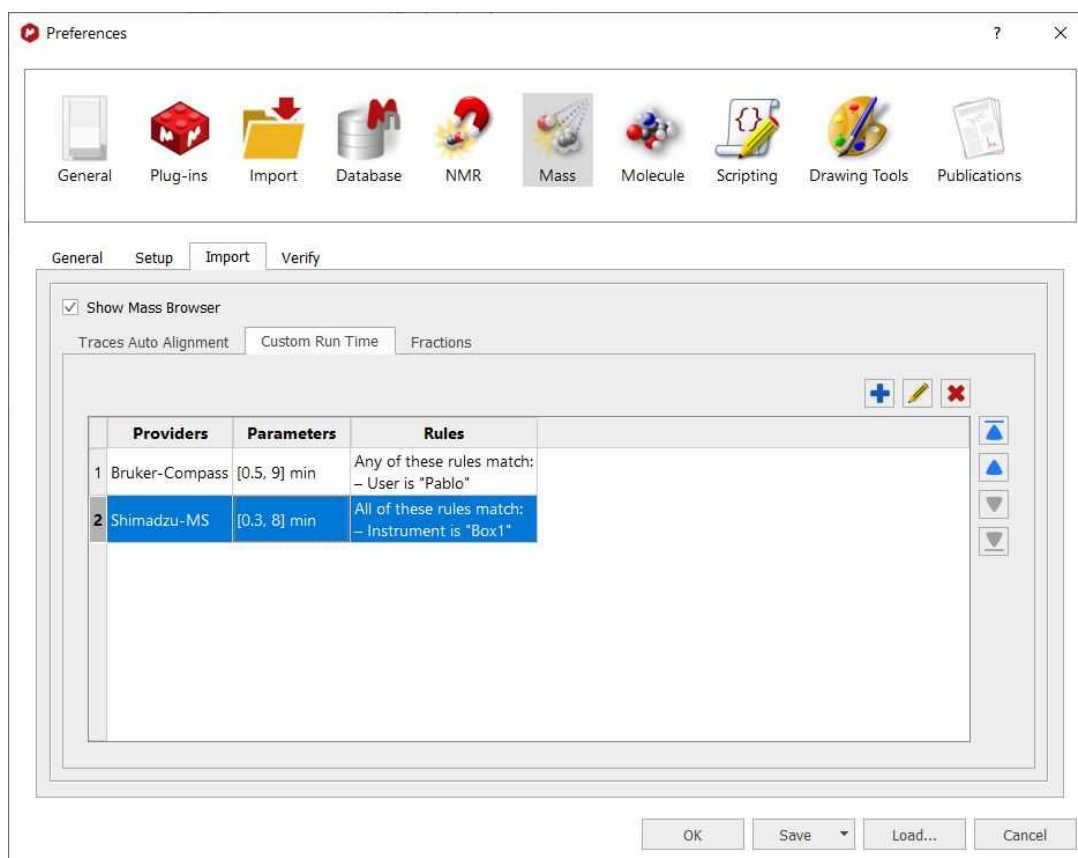 Preferences
?
General
Plug-ins
Import
Database
NMR
Mass
Molecule
Scripting
Drawing Tools
Publications
General
Setup
Import
Verify
Show Mass Browser
Traces Auto Alignment
Custom Run Time
Fractions
Providers
Parameters
Rules
1
Bruker-Compass
[0.5, 9] min
Any of these rules match:
– User is "Pablo"
2
Shimadzu-MS
[0.3, 8] min
All of these rules match:
– Instrument is "Box1"
OK
Save
Load...
Cancel